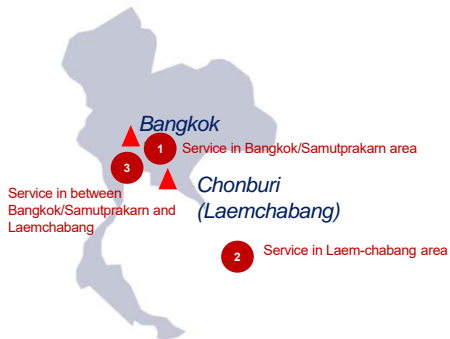 Bangkok
1
Service in Bangkok/Samutprakarn area
3
Service in between
Bangkok/Samutprakarn and
Laemchabang
Chonburi
(Laemchabang)
2
Service in Laem-chabang area